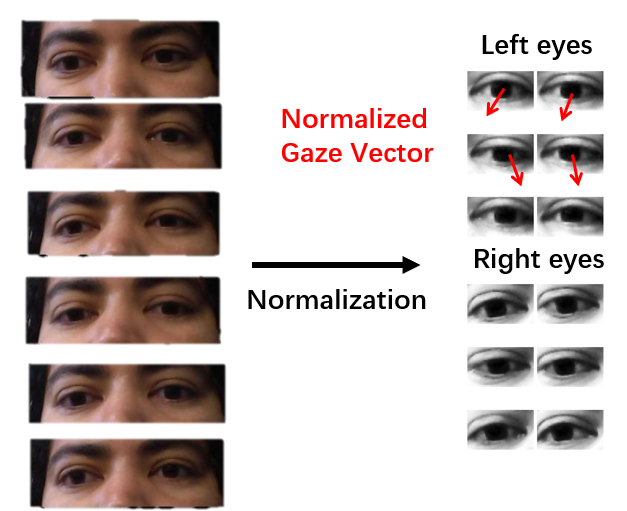 Left eyes
Normalized
Gaze Vector
Right eyes
Normalization